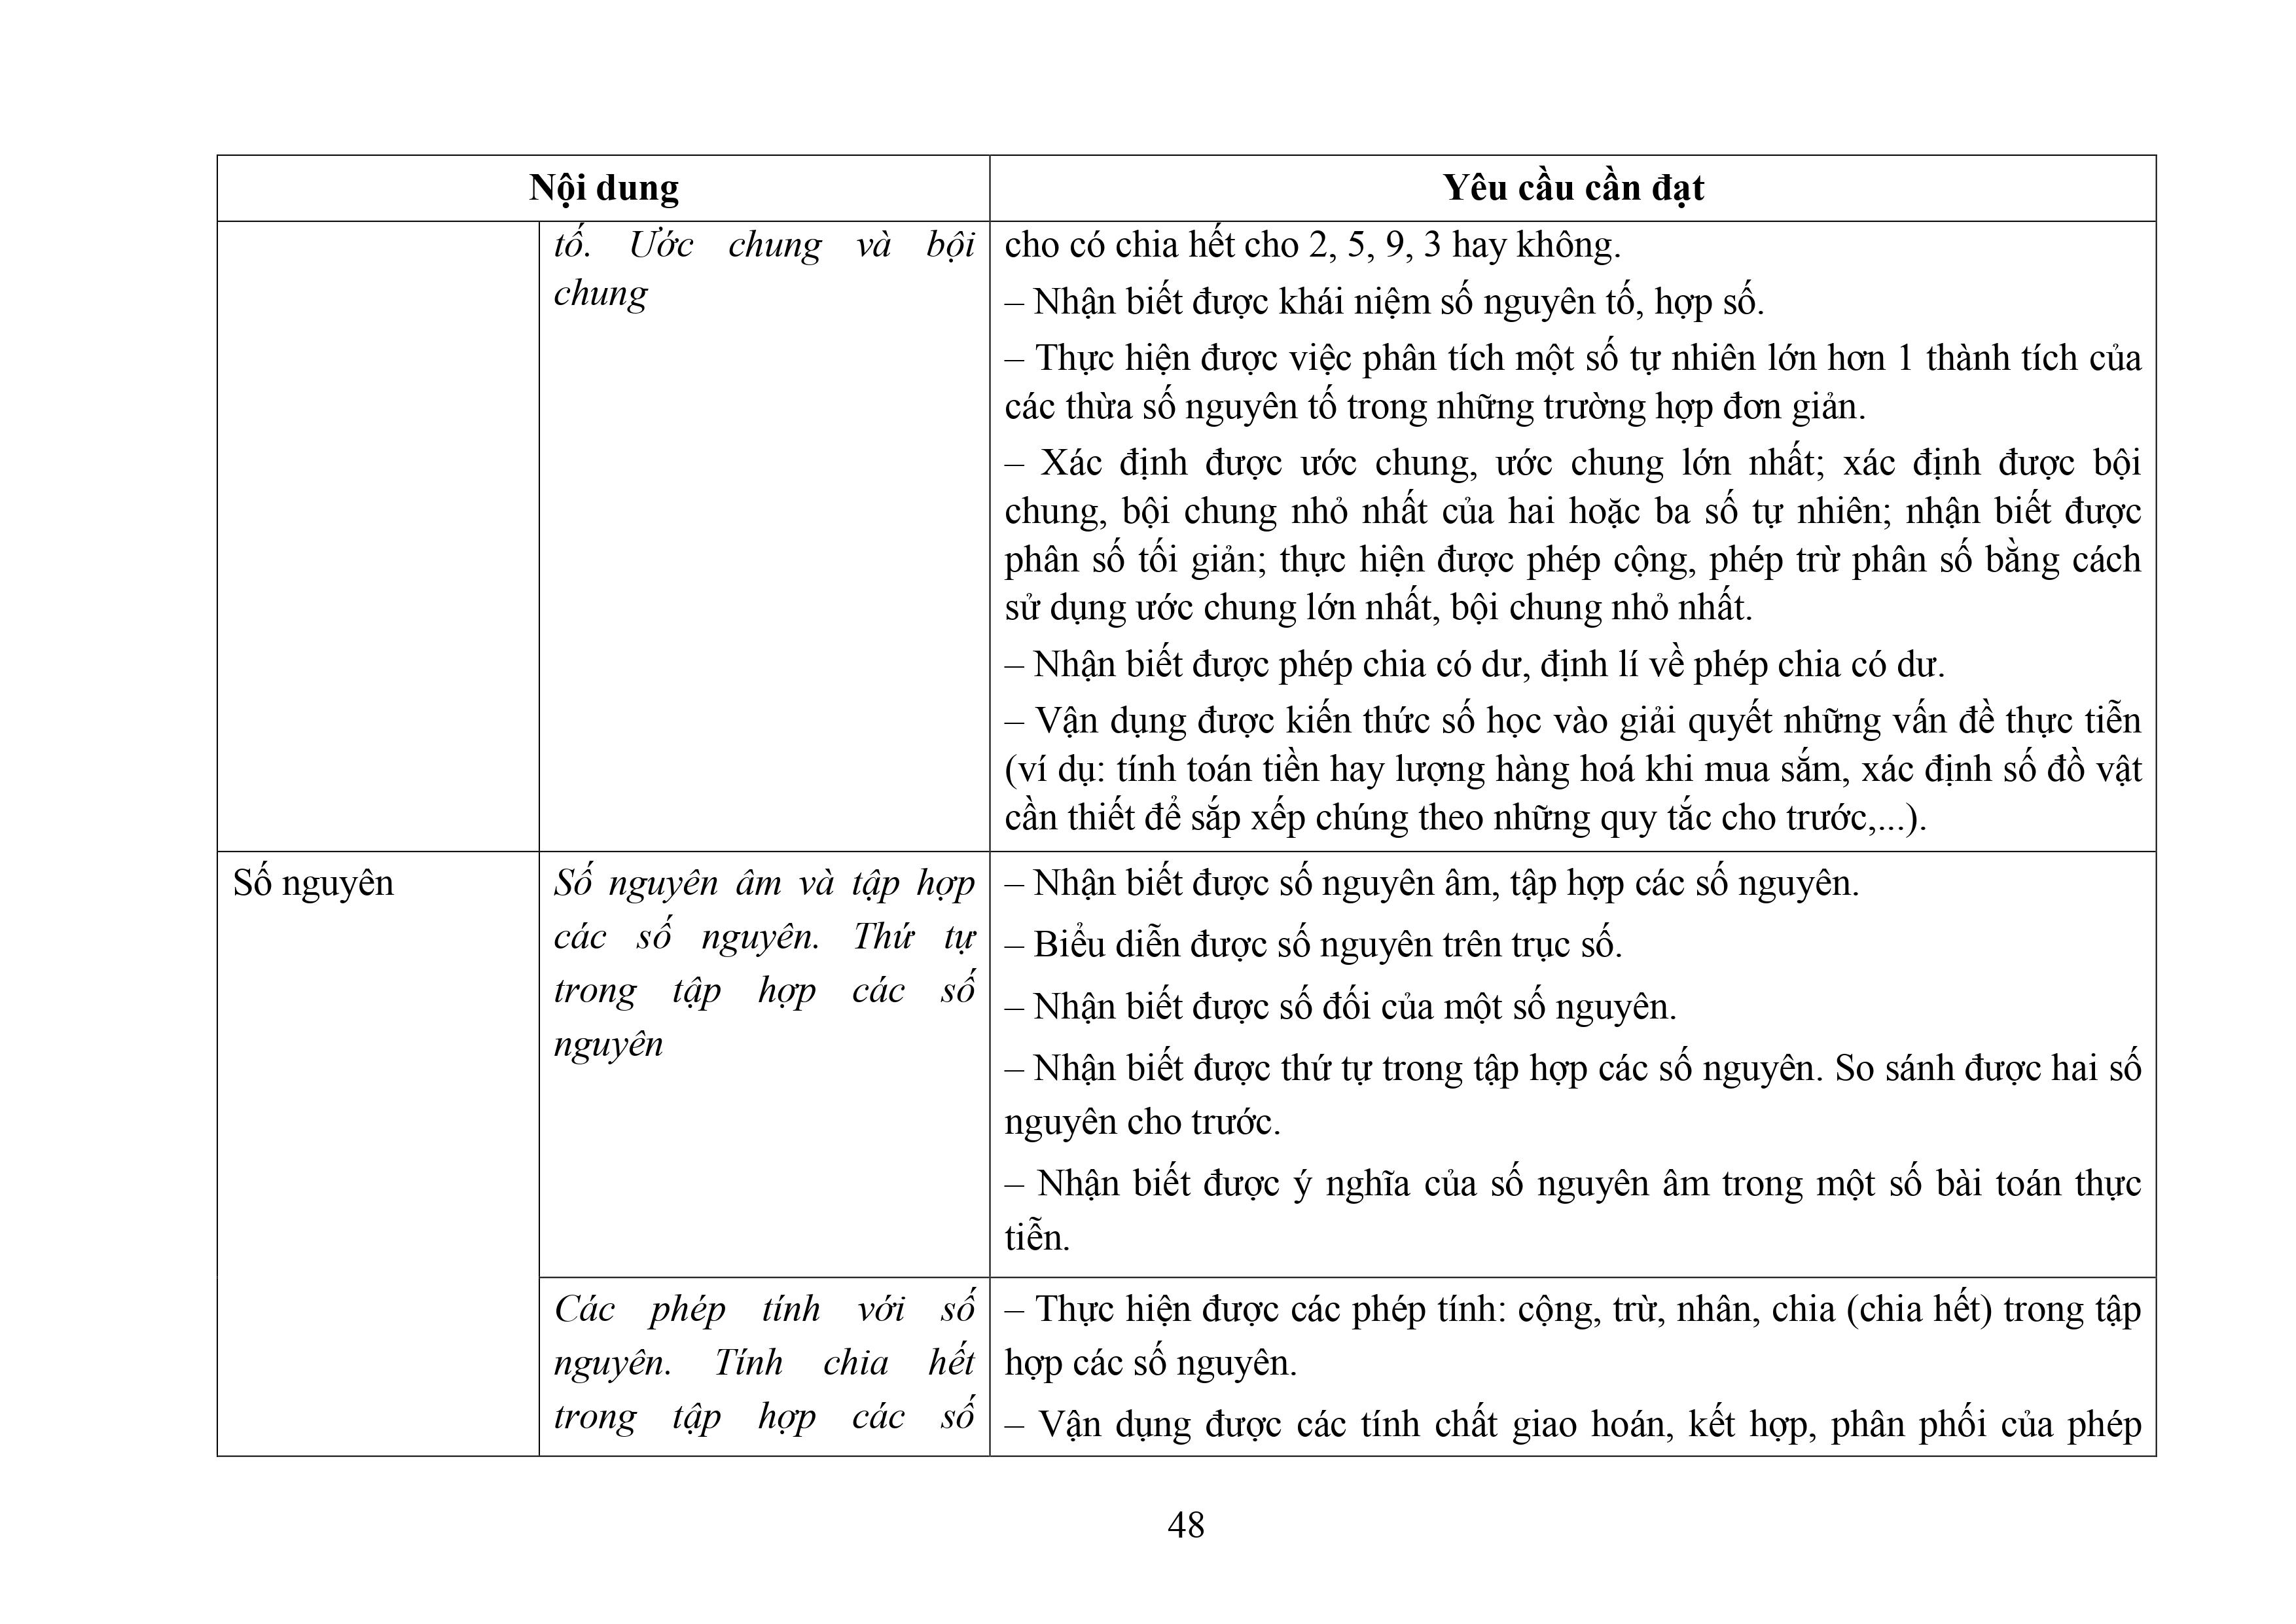 Nội dung
Yêu cầu cần đạt
tố. Ước chung và bội
chung
cho có chia hết cho 2, 5, 9, 3 hay không.
– Nhận biết được khái niệm số nguyên tố, hợp số.
– Thực hiện được việc phân tích một số tự nhiên lớn hơn 1 thành tích của
các thừa số nguyên tố trong những trường hợp đơn giản.
– Xác định được ước chung, ước chung lớn nhất; xác định được bội
chung, bội chung nhỏ nhất của hai hoặc ba số tự nhiên; nhận biết được
phân số tối giản; thực hiện được phép cộng, phép trừ phân số bằng cách
sử dụng ước chung lớn nhất, bội chung nhỏ nhất.
– Nhận biết được phép chia có dư, định lí về phép chia có dư.
– Vận dụng được kiến thức số học vào giải quyết những vấn đề thực tiễn
(ví dụ: tính toán tiền hay lượng hàng hoá khi mua sắm, xác định số đồ vật
cần thiết để sắp xếp chúng theo những quy tắc cho trước,...).
Số nguyên
Số nguyên âm và tập hợp
các số nguyên. Thứ tự
trong tập hợp các số
nguyên
– Nhận biết được số nguyên âm, tập hợp các số nguyên.
– Biểu diễn được số nguyên trên trục số.
– Nhận biết được số đối của một số nguyên.
– Nhận biết được thứ tự trong tập hợp các số nguyên. So sánh được hai số
nguyên cho trước.
– Nhận biết được ý nghĩa của số nguyên âm trong một số bài toán thực
tiễn.
Các phép tính với số
nguyên. Tính chia hết
trong tập hợp các số
– Thực hiện được các phép tính: cộng, trừ, nhân, chia (chia hết) trong tập
hợp các số nguyên.
– Vận dụng được các tính chất giao hoán, kết hợp, phân phối của phép
48